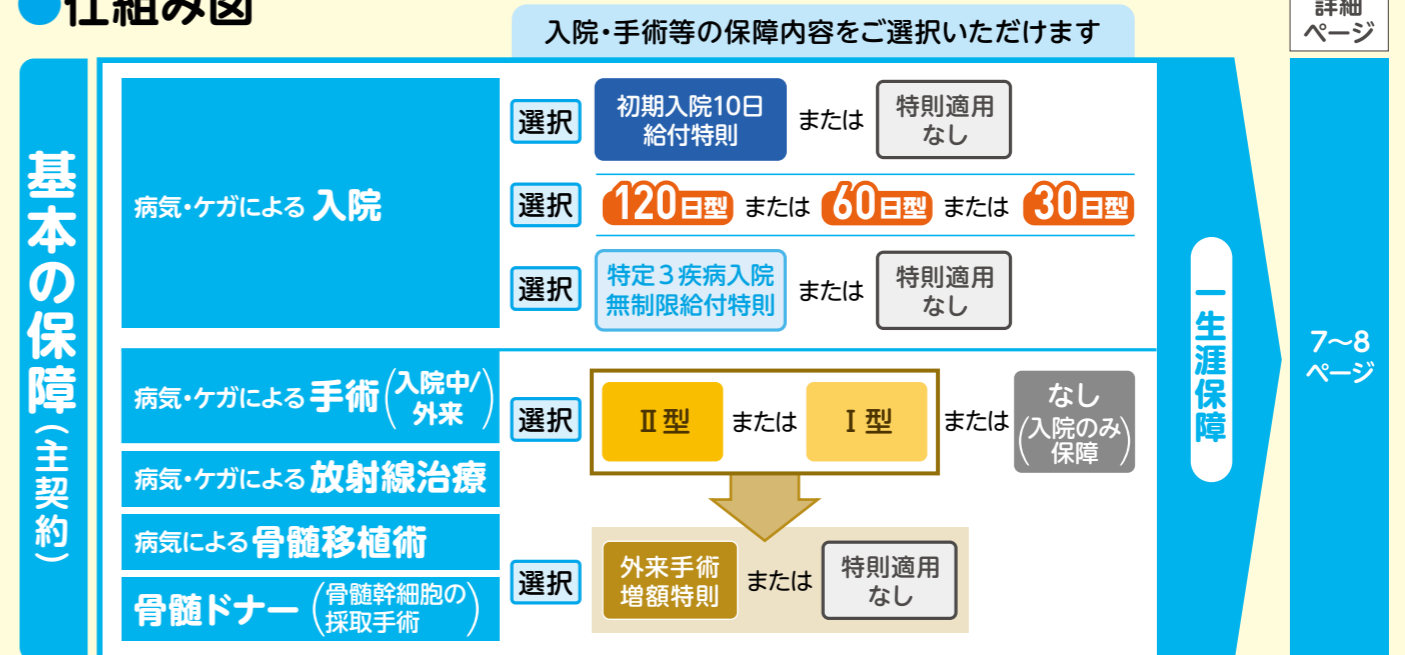 ●仕組み図
入院・手術等の保障内容をご選択いただけます
詳細
ページ
基本の保障（主契約）
病気・ケガによる入院
選択
初期入院10日
給付特則
または
特則適用
なし
選択
120日型 または 60日型 または 30日型
選択
特定3疾病入院
無制限給付特則
または
特則適用
なし
病気・ケガによる手術（入院中/
外来）
病気・ケガによる放射線治療
病気による骨髄移植術
骨髄ドナー（骨髄幹細胞の
採取手術）
選択
Ⅱ型 または Ⅰ型 または
なし
（入院のみ
保障）
選択
外来手術
増額特則
または
特則適用
なし
一生涯保障
7～8
ページ